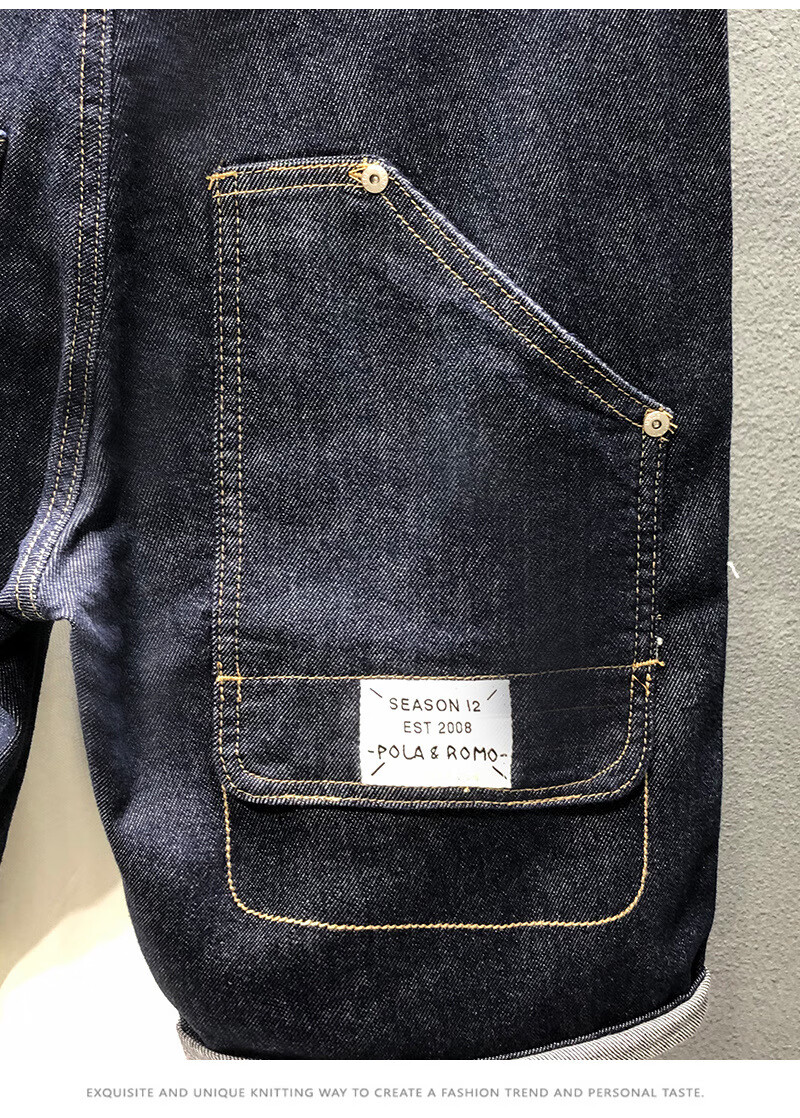 SEASON 12
EST 2008
-POLA & ROMO-
EXQUISITE AND UNIQUE KNITTING WAY TO CREATE A FASHION TREND AND PERSONAL TASTE.